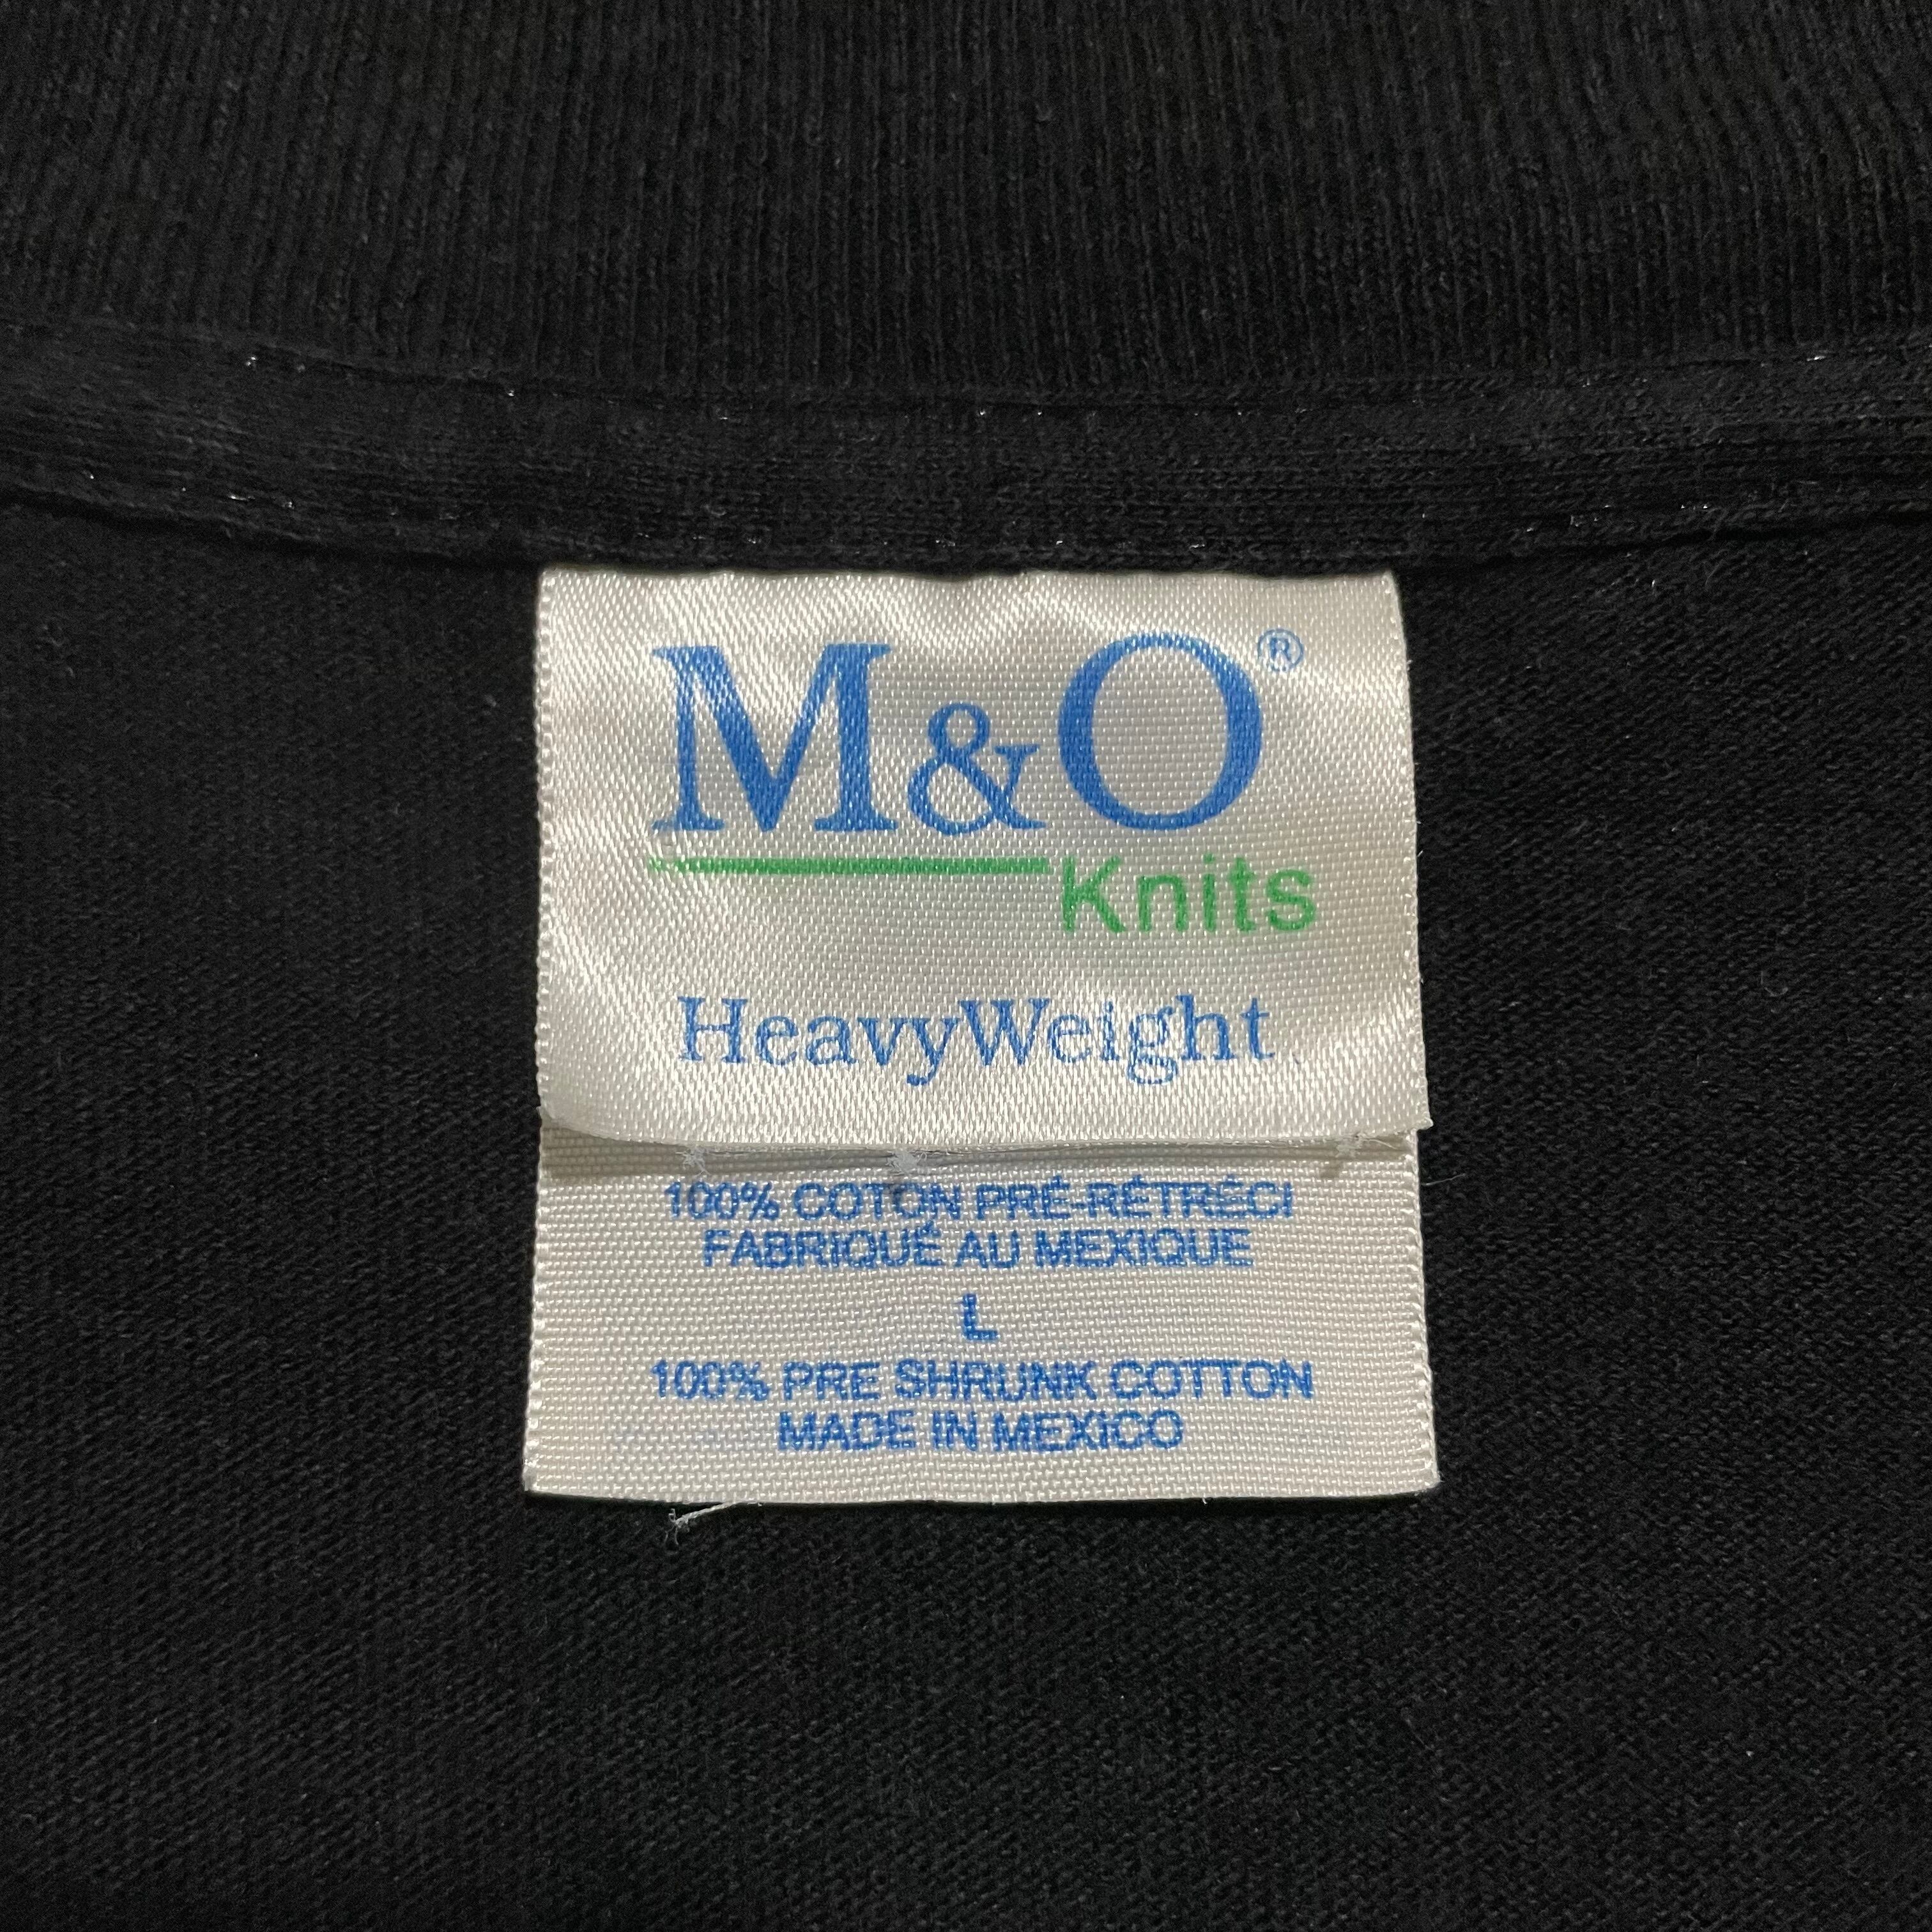 M&O®
Knits
HeavyWeight
100% COTON PRÉ-RÉTRÉCI
FABRIQUÉ AU MEXIQUE
L
100% PRE SHRUNK COTTON
MADE IN MEXICO